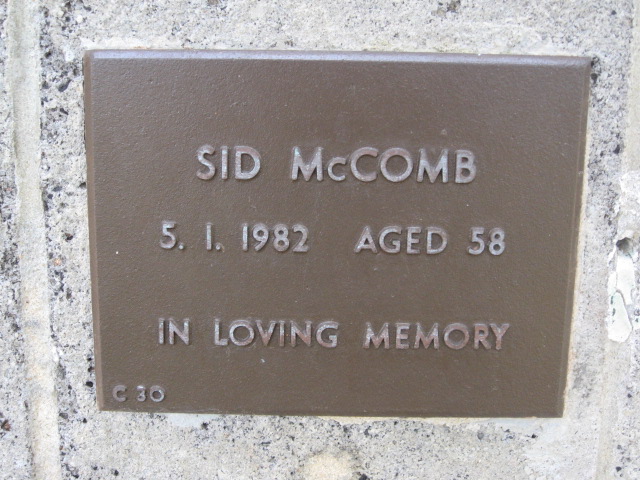 SID McCOMB
5. 1. 1982 AGED 58
IN LOVING MEMORY
C 30